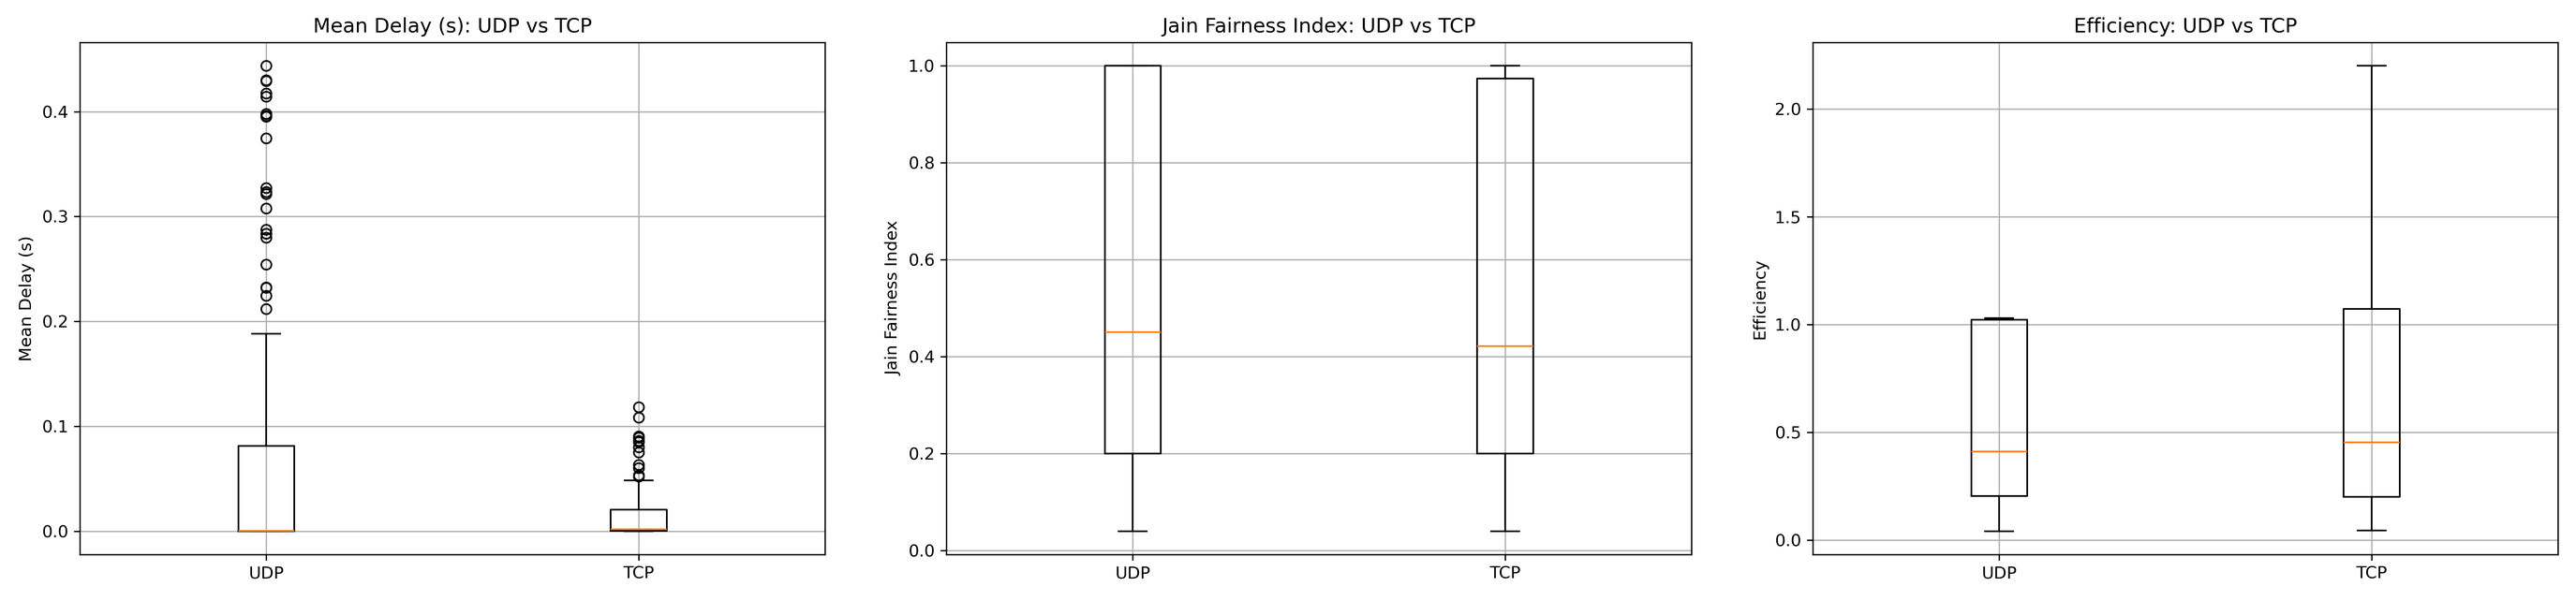 Mean Delay (s): UDP vs TCP
Mean Delay (s)
0.4
0.3
0.2
0.1
0.0
UDP
TCP
Jain Fairness Index: UDP vs TCP
Jain Fairness Index
1.0
0.8
0.6
0.4
0.2
0.0
UDP
TCP
Efficiency: UDP vs TCP
Efficiency
2.0
1.5
1.0
0.5
0.0
UDP
TCP